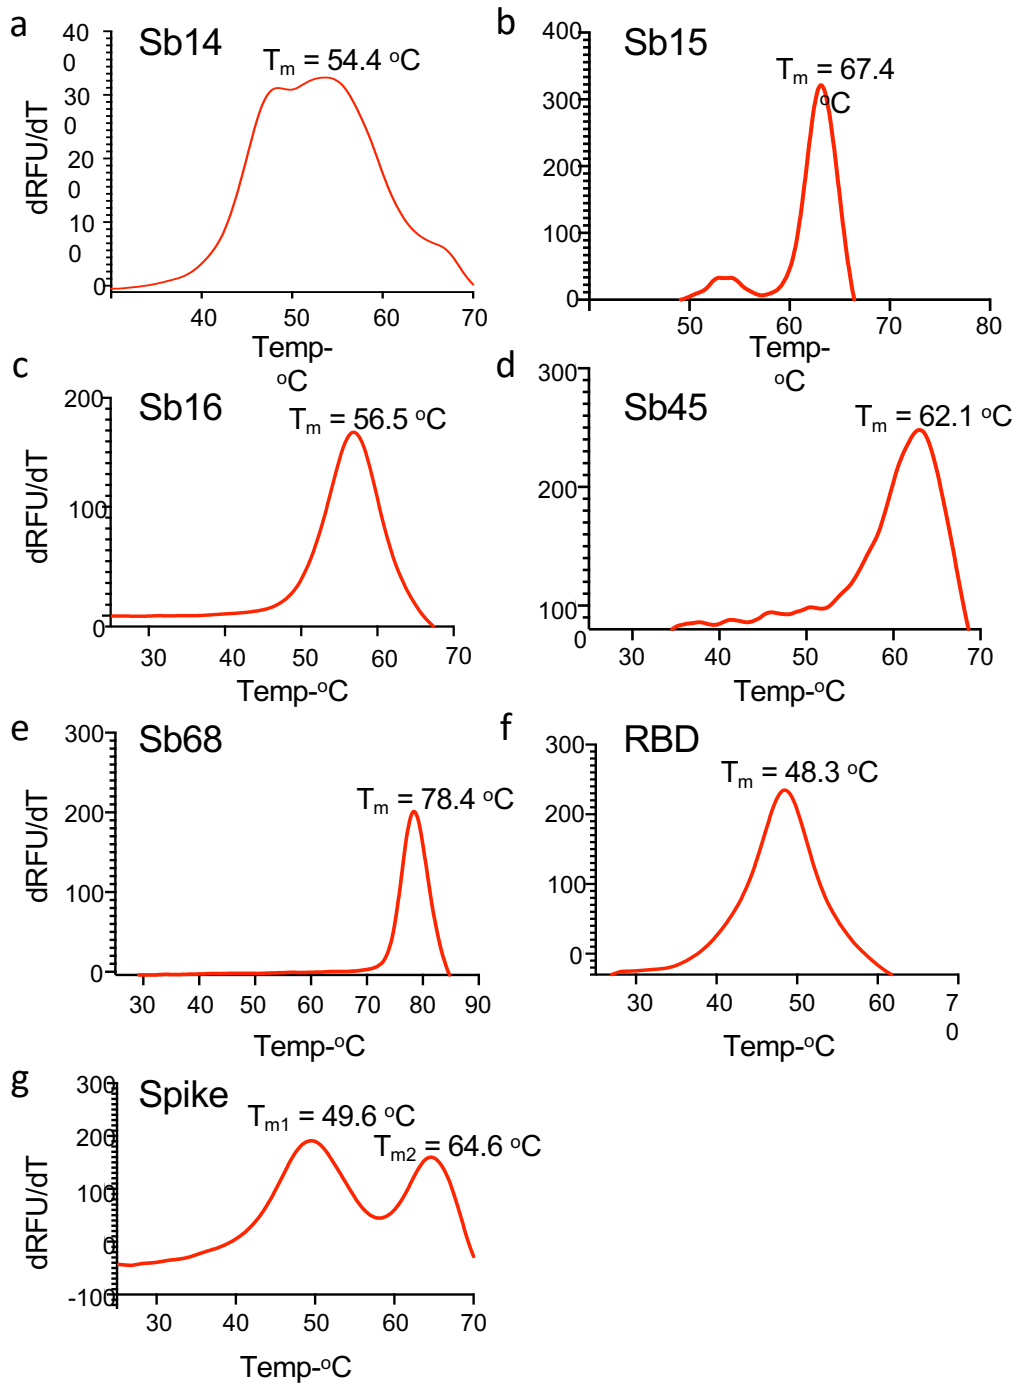 a
Sb14
Tm = 54.4 oC
40
0
30
0
20
0
10
0
0
dRFU/dT
40 50 60 70
Temp-
oC
b
Sb15
Tm = 67.4
oC
400
300
200
100
0
50 60 70 80
Temp-
oC
c
Sb16
Tm = 56.5 oC
200
100
0
dRFU/dT
30 40 50 60 70
Temp-oC
d
Sb45
Tm = 62.1 oC
300
200
100
0
30 40 50 60 70
Temp-oC
e
Sb68
Tm = 78.4 oC
300
200
100
0
dRFU/dT
30 40 50 60 70 80 90
Temp-oC
f
RBD
Tm = 48.3 oC
300
200
100
0
30 40 50 60 7
0
Temp-oC
g
Spike
Tm1 = 49.6 oC
Tm2 = 64.6 oC
300
200
100
0
-100
dRFU/dT
30 40 50 60 70
Temp-oC